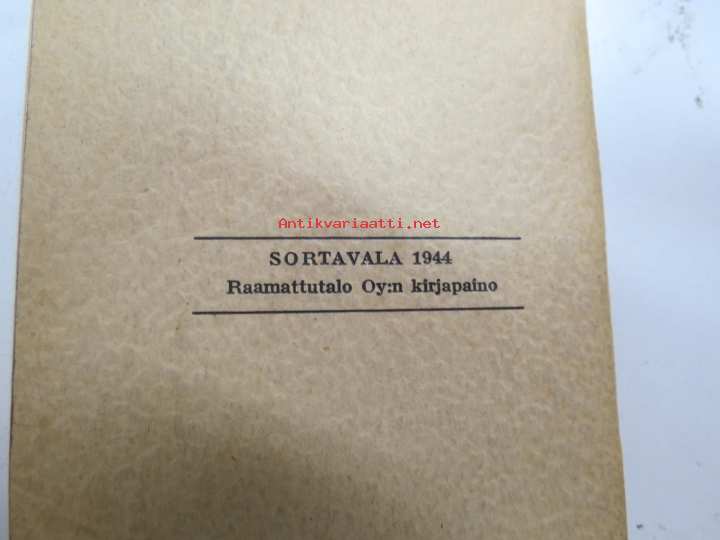 Antikvariaatti.net
SORTAVALA 1944
Raamattutalo Oy:n kirjapaino